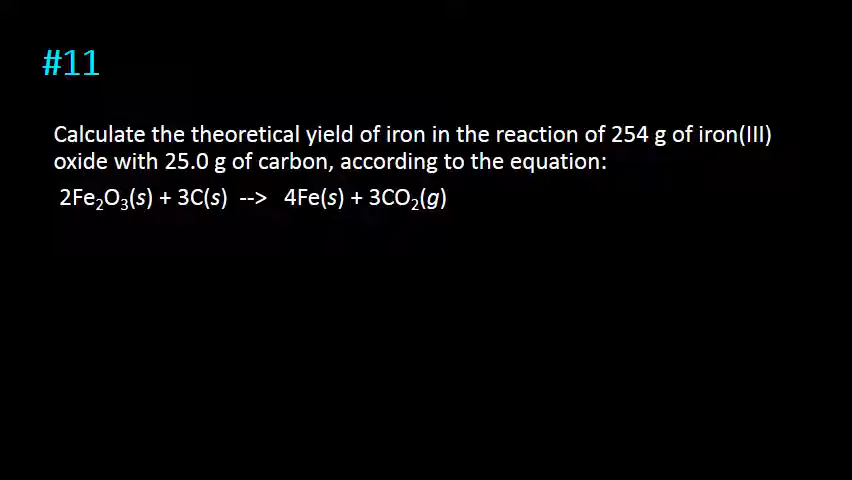 #11
Calculate the theoretical yield of iron in the reaction of 254 g of iron(III)
oxide with 25.0 g of carbon, according to the equation:
2Fe₂O₃(s) + 3C(s) --> 4Fe(s) + 3CO₂(g)